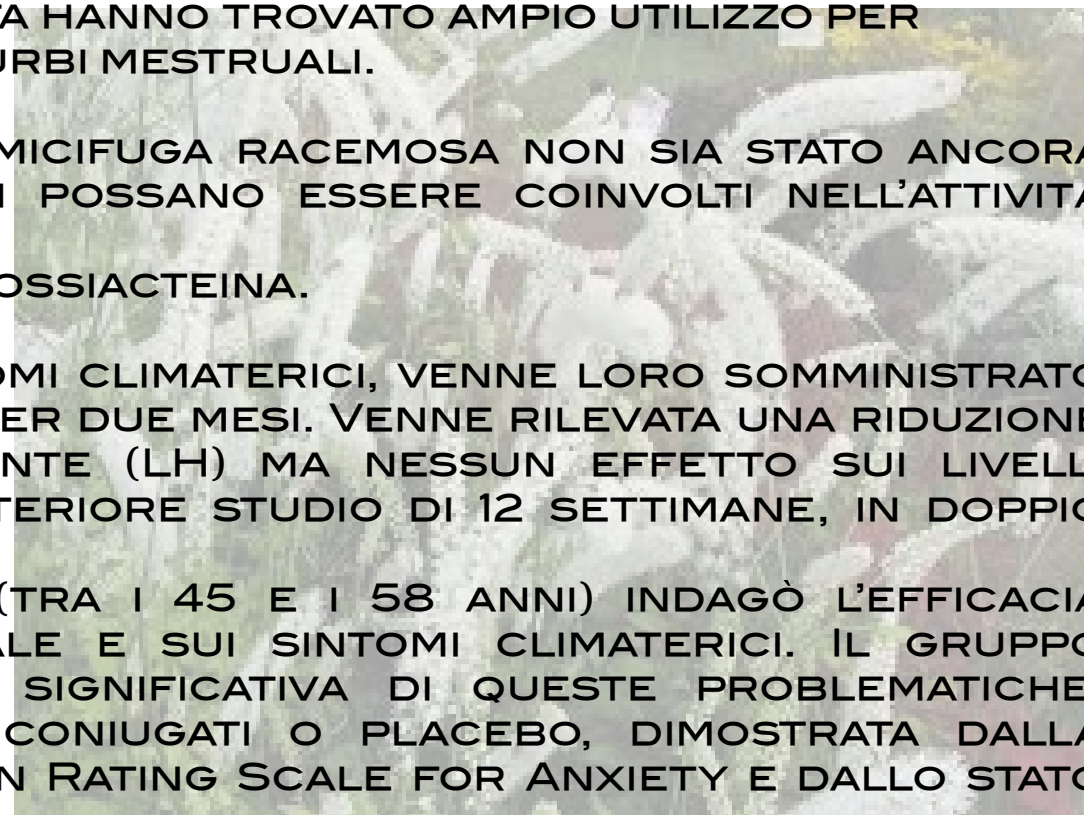 TA HANNO TROVATO AMPIO UTILIZZO PER
URBI MESTRUALI.
MICIFUGA RACEMOSA NON SIA STATO ANCORA
I POSSANO ESSERE COINVOLTI NELL'ATTIVITÀ
OSSIACTEINA.
OMI CLIMATERICI, VENNE LORO SOMMINISTRATO
ER DUE MESI. VENNE RILEVATA UNA RIDUZIONE
NTE (LH) MA NESSUN EFFETTO SUI LIVELLI
TERIORE STUDIO DI 12 SETTIMANE, IN DOPPIO
(TRA I 45 E I 58 ANNI) INDAGÒ L'EFFICACIA
ALE E SUI SINTOMI CLIMATERICI. IL GRUPPO
SIGNIFICATIVA DI QUESTE PROBLEMATICHE
CONIUGATI O PLACEBO, DIMOSTRATA DALLA
N RATING SCALE FOR ANXIETY E DALLO STATO